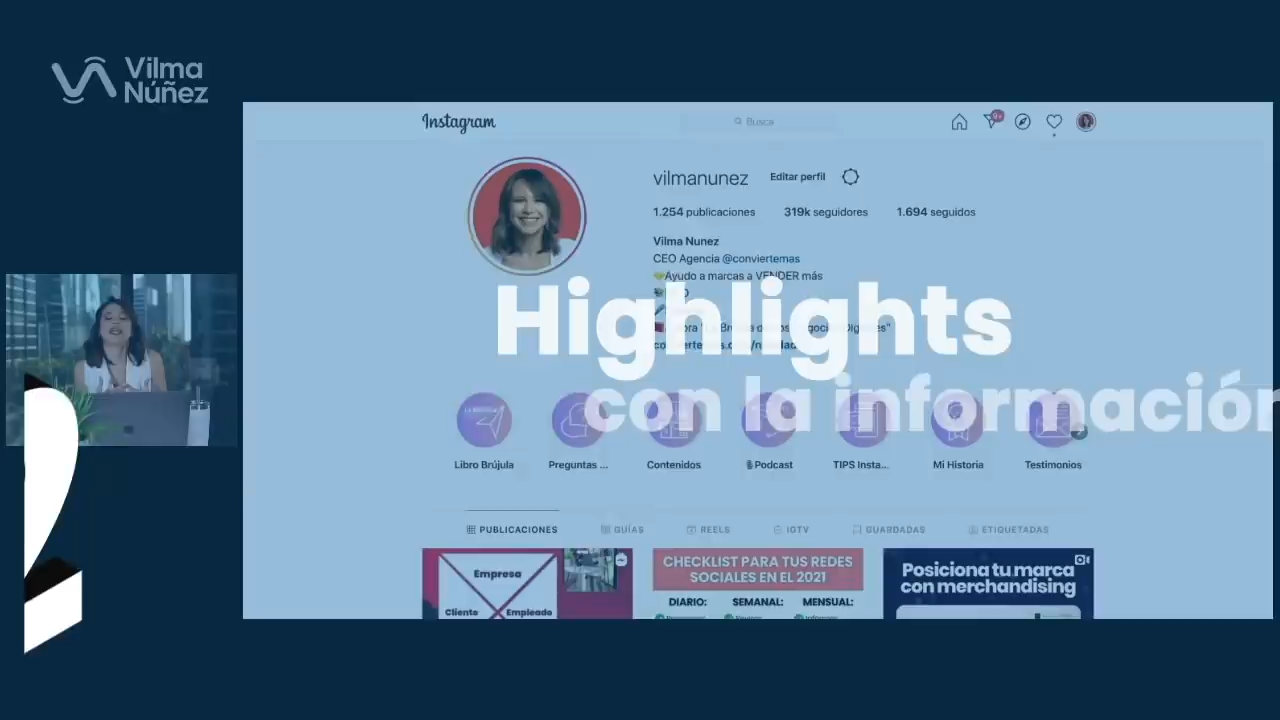 Vilma
Núñez
Instagram
Busca
vilmanunez Editar perfil
1.254 publicaciones 319k seguidores 1.694 seguidos
Vilma Nunez
CEO Agencia @conviertemas
Ayudo a marcas a VENDER más
Highlights
con la información
Libro Brújula Preguntas ... Contenidos Podcast TIPS Insta... Mi Historia Testimonios
PUBLICACIONES GUÍAS REELS IGTV GUARDADAS ETIQUETADAS
Empresa
Cliente Empleado
CHECKLIST PARA TUS REDES
SOCIALES EN EL 2021
DIARIO: SEMANAL: MENSUAL:
Posiciona tu marca
con merchandising